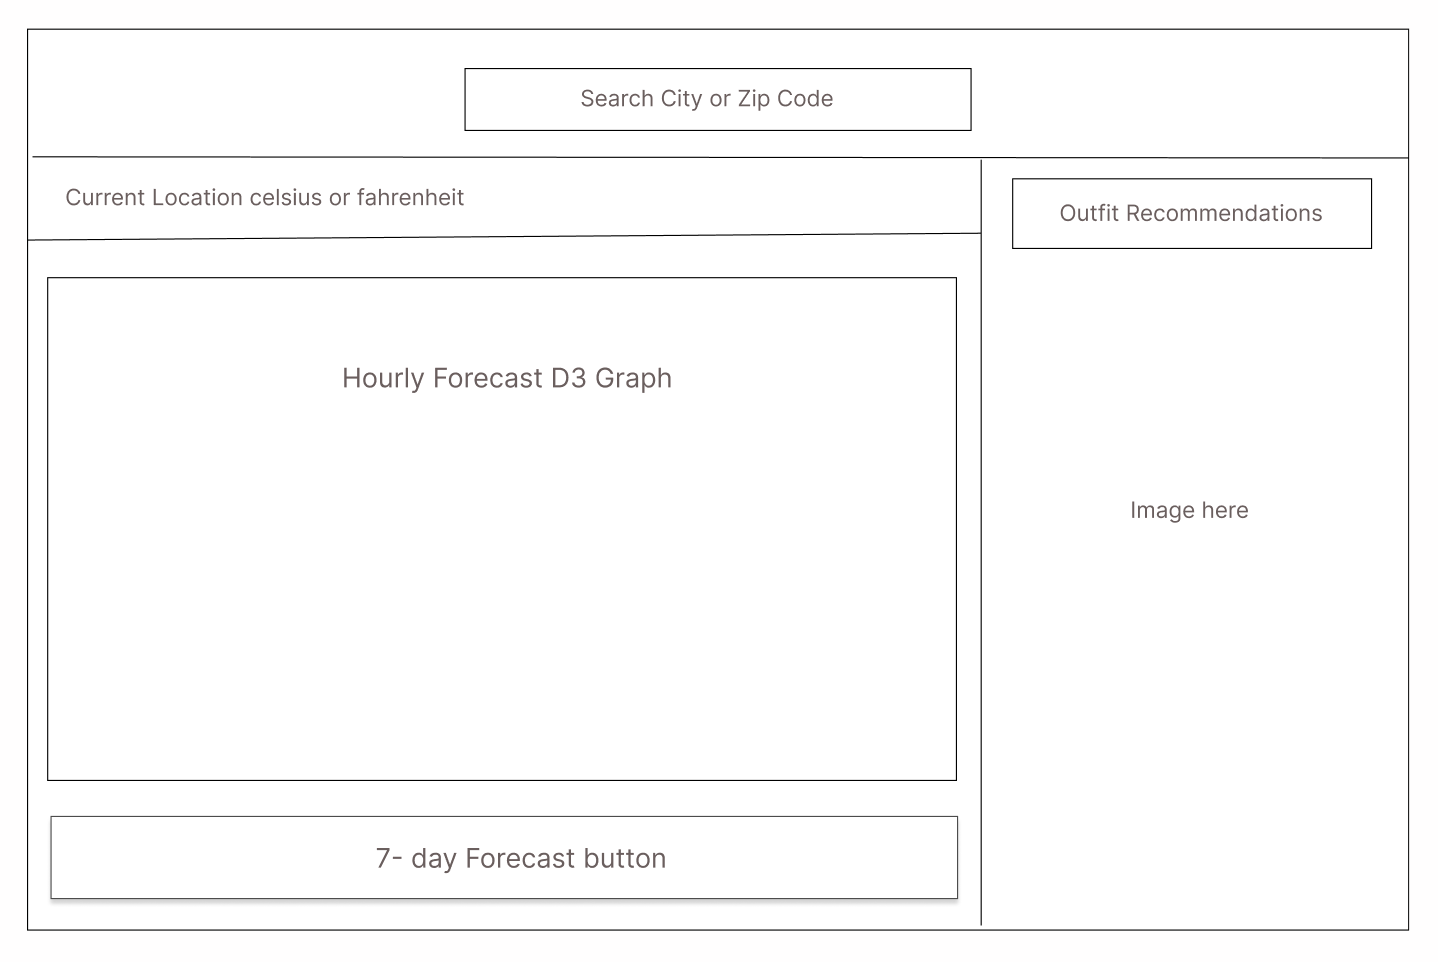 Search City or Zip Code
Current Location celsius or fahrenheit
Outfit Recommendations
Hourly Forecast D3 Graph
Image here
7- day Forecast button